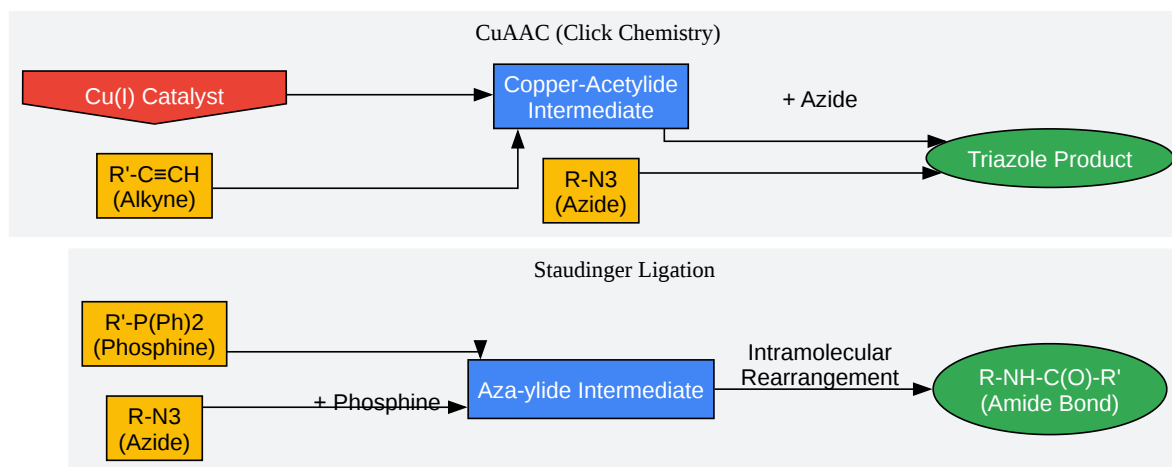 CuAAC (Click Chemistry)
Cu(I) Catalyst
Copper-Acetylide
Intermediate
+ Azide
Triazole Product
R'-C≡CH
(Alkyne)
R-N3
(Azide)
Staudinger Ligation
R'-P(Ph)2
(Phosphine)
R-N3
(Azide)
+ Phosphine
Aza-ylide Intermediate
Intramolecular
Rearrangement
R-NH-C(O)-R'
(Amide Bond)